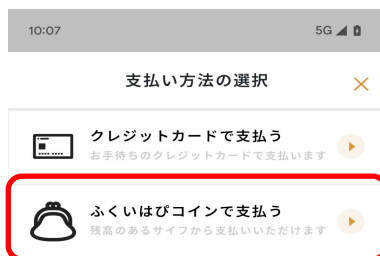 10:07 5G
支払い方法の選択
クレジットカードで支払う
お手待ちのクレジットカードで支払います
ふくいはぴコインで支払う
残高のあるサイフから支払いいただけます